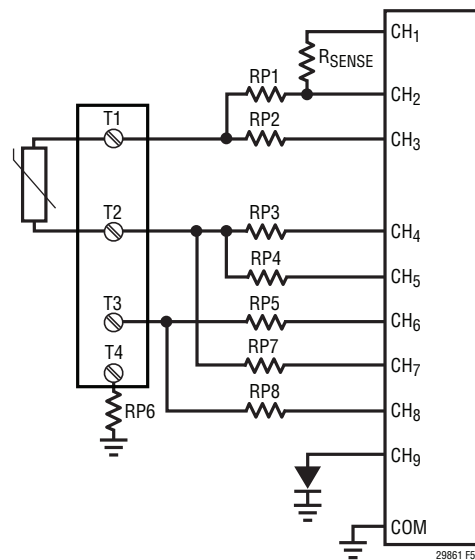 CH1
RSENSE
RP1
CH2
T1
RP2
CH3
T2
RP3
CH4
RP4
CH5
T3
RP5
CH6
T4
RP7
CH7
RP6
RP8
CH8
CH9
COM
29861 F5